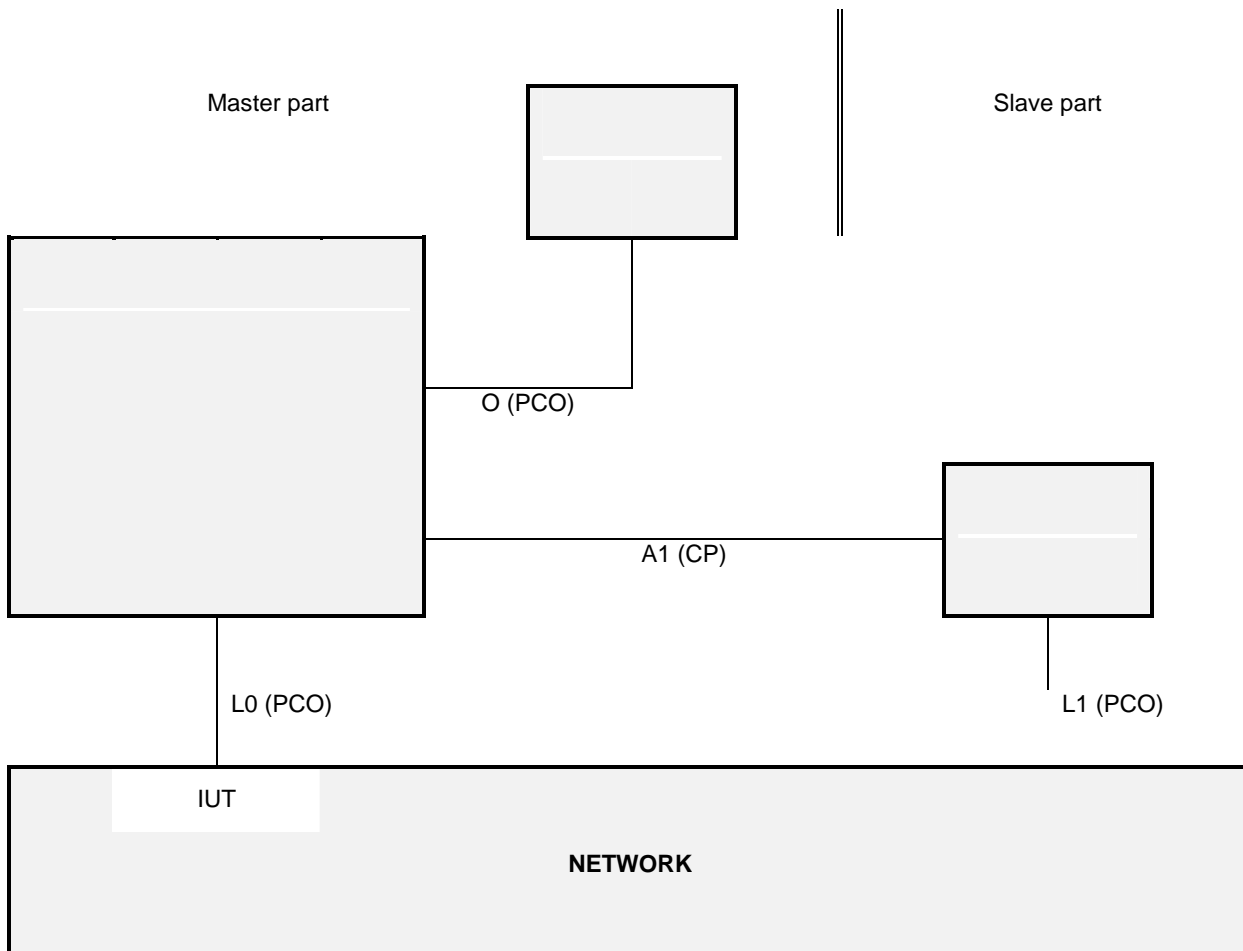 Master part
Slave part
O (PCO)
A1 (CP)
L0 (PCO)
L1 (PCO)
IUT
NETWORK